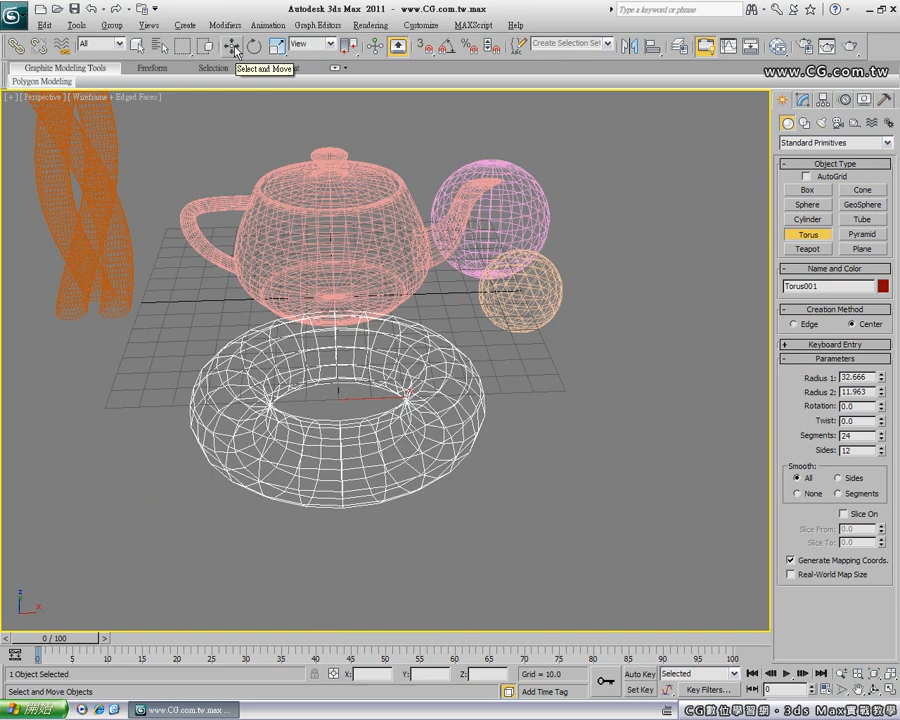 Autodesk 3ds Max 2011 - www.CG.com.tw.max
Type a keyword or phrase
Edit Tools Group Views Create Modifiers Animation Graph Editors Rendering Customize MAXScript Help
All View Create Selection Set
Graphite Modeling Tools Freeform Selection
Select and Move
www.CG.com.tw
Polygon Modeling
[ + ] [ Perspective ] [ Wireframe + Edged Faces ]
Standard Primitives
- Object Type
AutoGrid
Box Cone
Sphere GeoSphere
Cylinder Tube
Torus Pyramid
Teapot Plane
- Name and Color
Torus001
- Creation Method
Edge Center
+ Keyboard Entry
- Parameters
Radius 1: 32.666
Radius 2: 11.963
Rotation: 0.0
Twist: 0.0
Segments: 24
Sides: 12
Smooth:
All Sides
None Segments
Slice On
Slice From: 0.0
Slice To: 0.0
Generate Mapping Coords.
Real-World Map Size
z
x
< 0 / 100 >
0 5 10 15 20 25 30 35 40 45 50 55 60 65 70 75 80 85 90 95 100
1 Object Selected X: Y: Z: Grid = 10.0 Auto Key Selected
Select and Move Objects Add Time Tag Set Key Key Filters... 0
開始 www.CG.com.tw.max ... CG數位學習網・3ds Max實戰教學